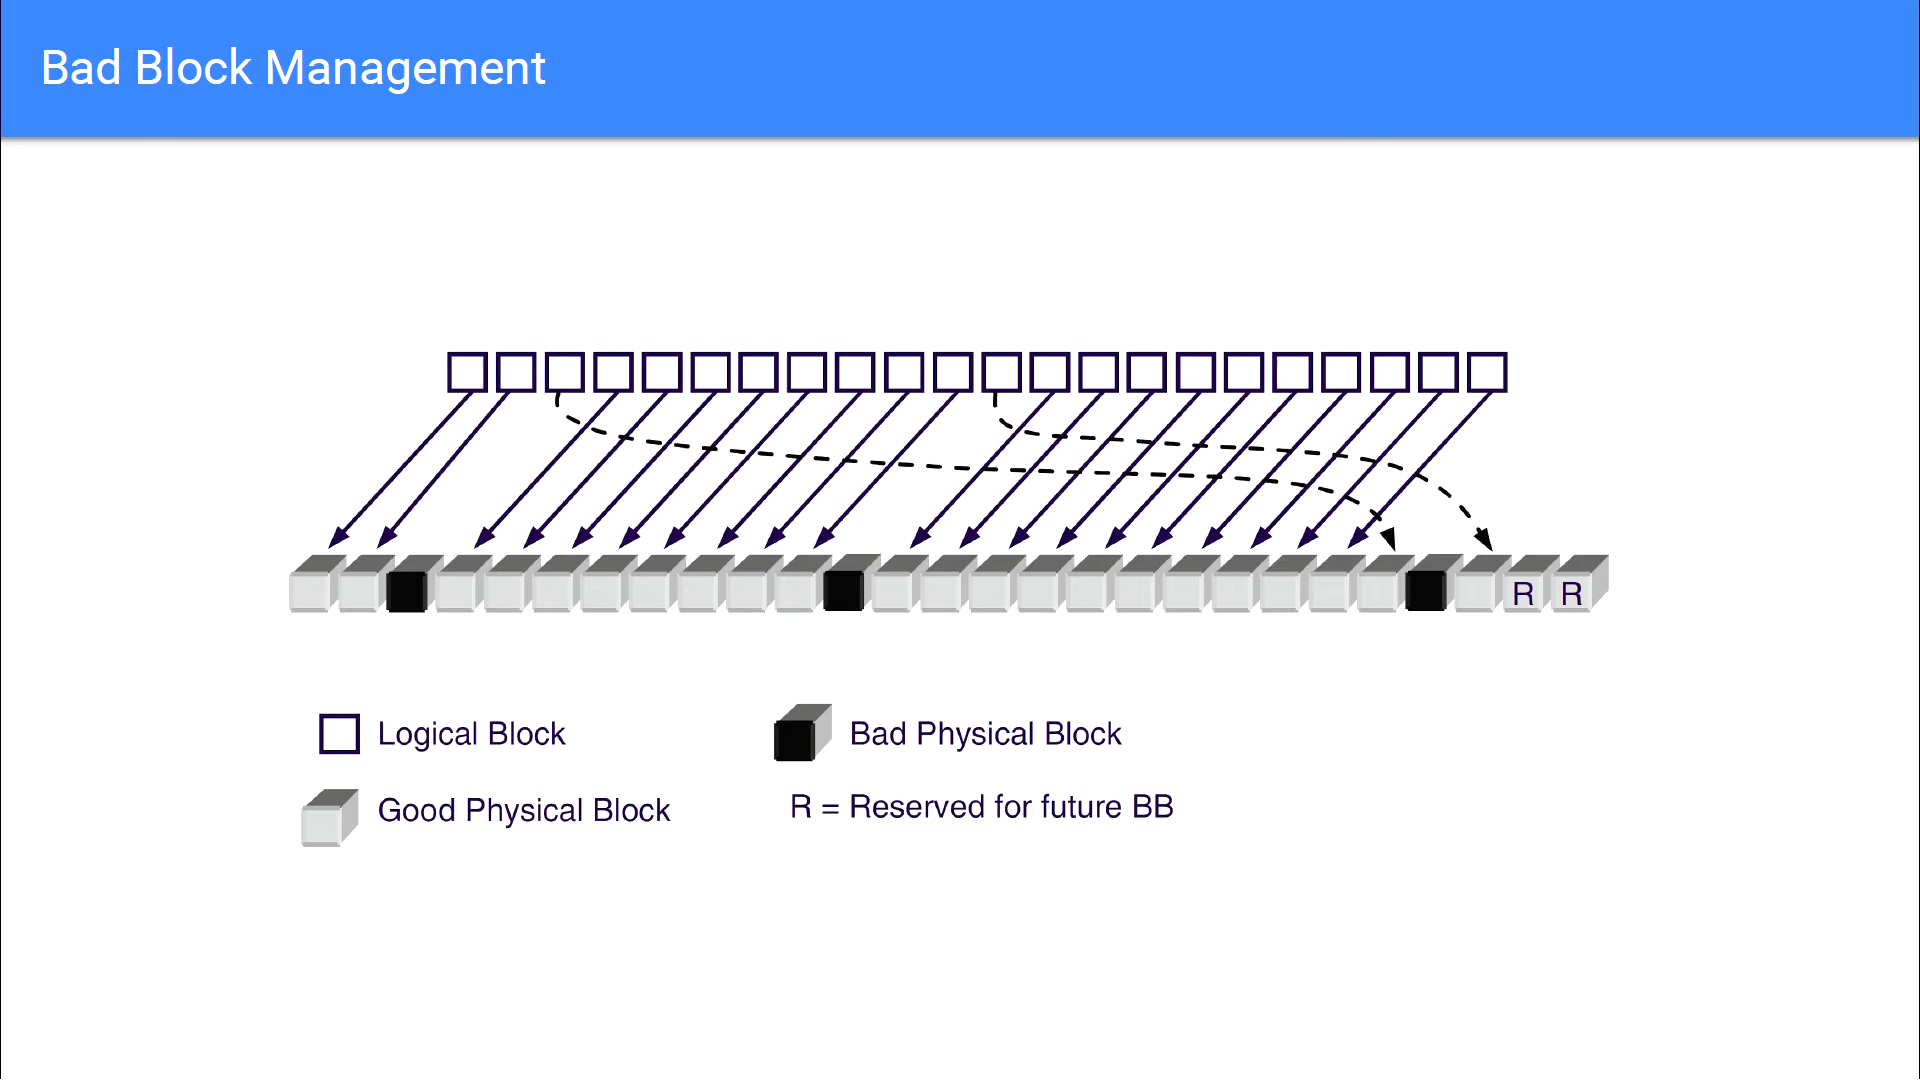 Bad Block Management
R R
Logical Block
Bad Physical Block
Good Physical Block
R = Reserved for future BB